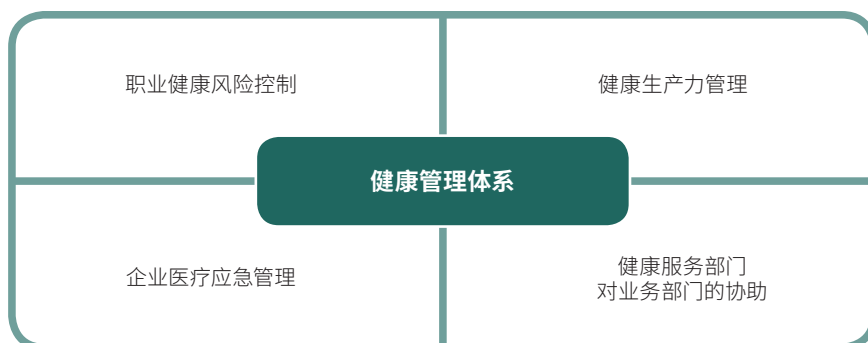 职业健康风险控制
健康生产力管理
健康管理体系
企业医疗应急管理
健康服务部门
对业务部门的协助